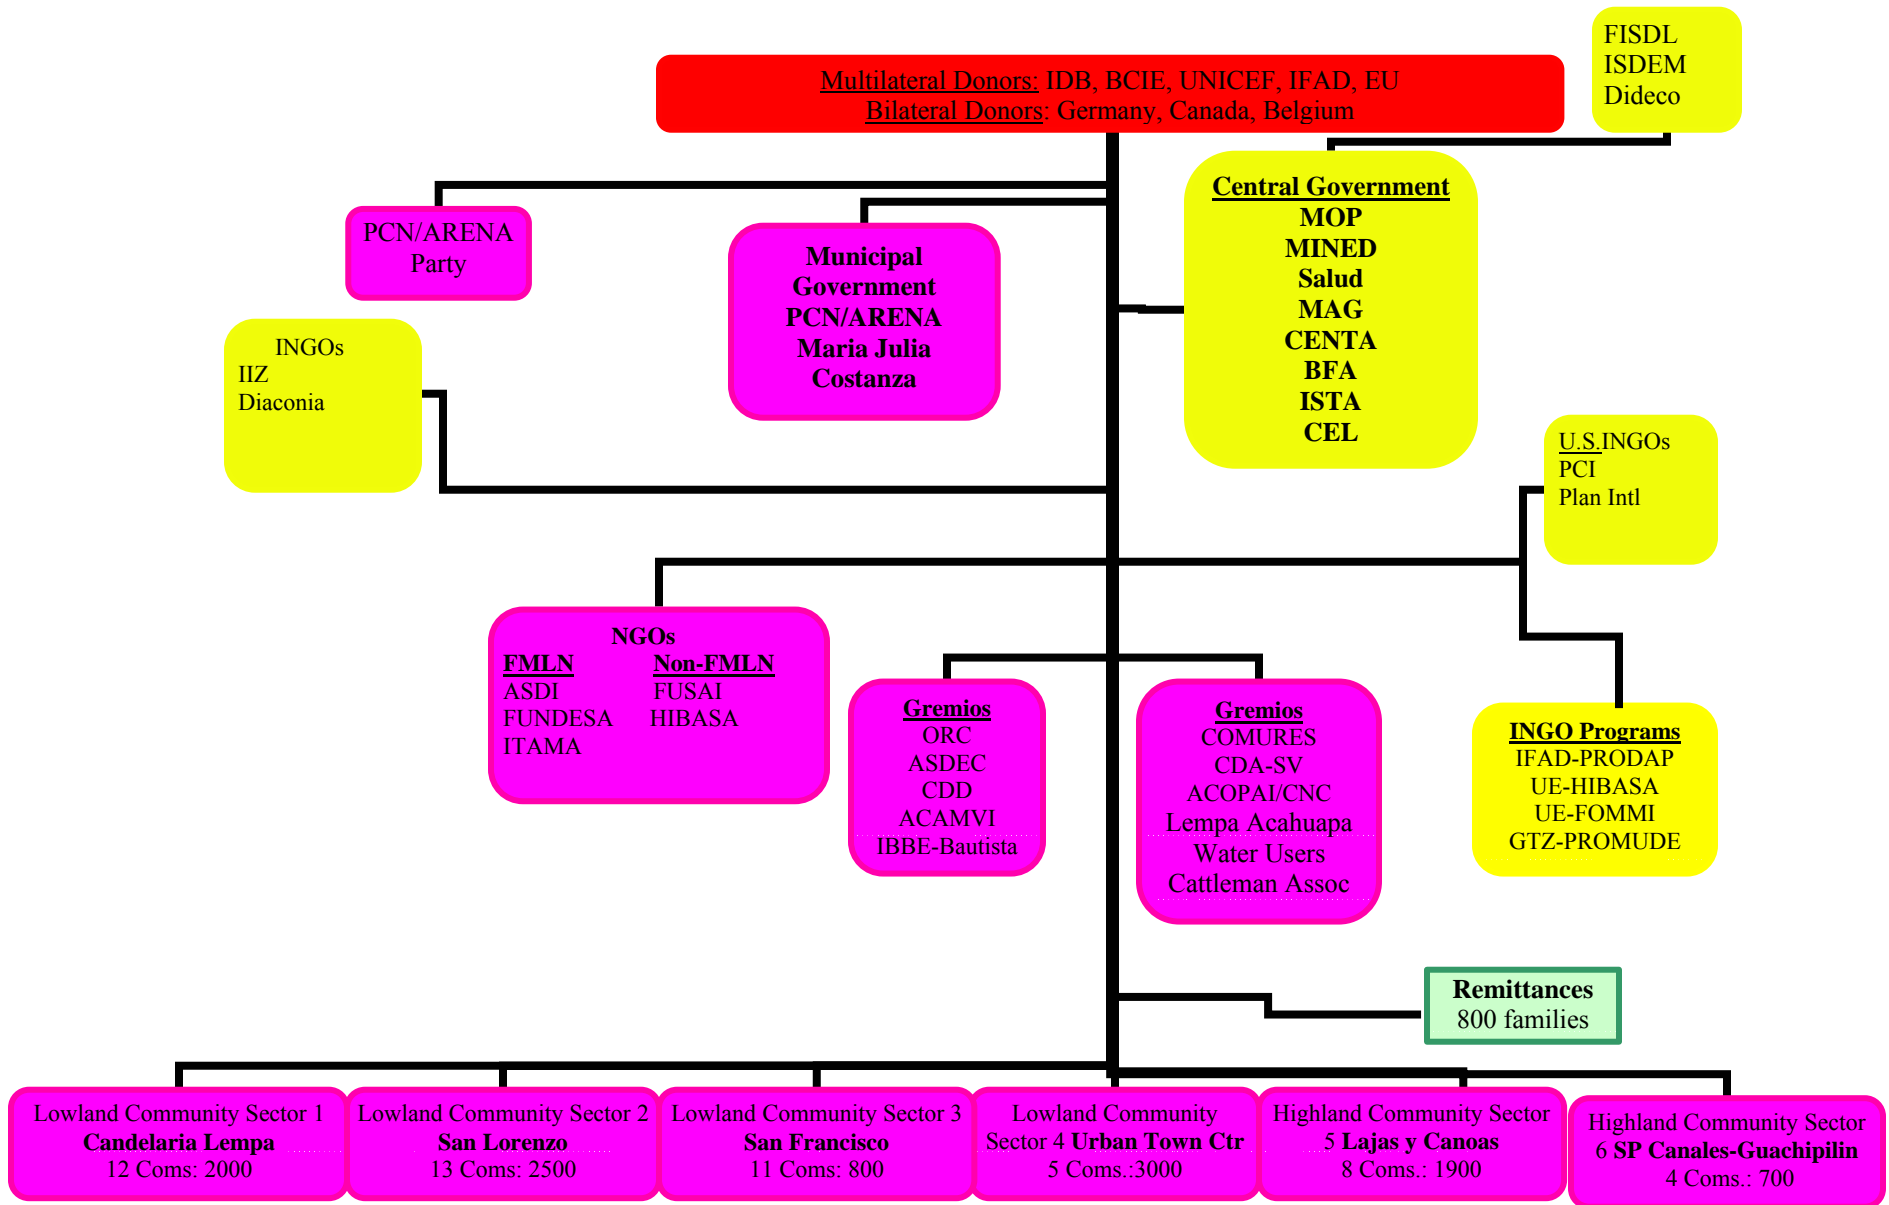 FISDL
ISDEM
Dideco
Multilateral Donors: IDB, BCIE, UNICEF, IFAD, EU
Bilateral Donors: Germany, Canada, Belgium
Central Government
MOP
MINED
Salud
MAG
CENTA
BFA
ISTA
CEL
PCN/ARENA
Party
Municipal
Government
PCN/ARENA
Maria Julia
Costanza
INGOs
IIZ
Diaconia
U.S.INGOs
PCI
Plan Intl
NGOs
FMLN Non-FMLN
ASDI FUSAI
FUNDESA HIBASA
ITAMA
Gremios
ORC
ASDEC
CDD
ACAMVI
IBBE-Bautista
Gremios
COMURES
CDA-SV
ACOPAI/CNC
Lempa Acahuapa
Water Users
Cattleman Assoc
INGO Programs
IFAD-PRODAP
UE-HIBASA
UE-FOMMI
GTZ-PROMUDE
Remittances
800 families
Lowland Community Sector 1
Candelaria Lempa
12 Coms: 2000
Lowland Community Sector 2
San Lorenzo
13 Coms: 2500
Lowland Community Sector 3
San Francisco
11 Coms: 800
Lowland Community
Sector 4 Urban Town Ctr
5 Coms.:3000
Highland Community Sector
5 Lajas y Canoas
8 Coms.: 1900
Highland Community Sector
6 SP Canales-Guachipilin
4 Coms.: 700